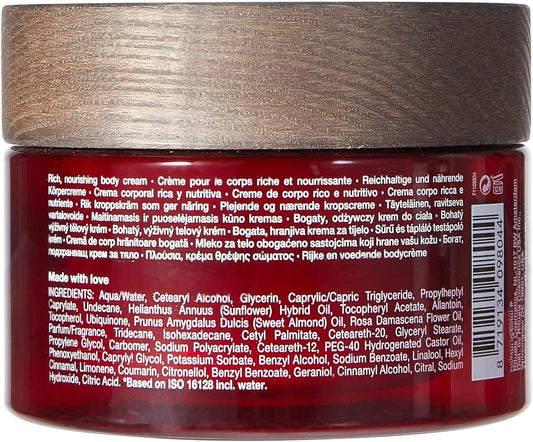 Rich, nourishing body cream • Crème pour le corps riche et nourrissante • Reichhaltige und nährende
Körpercreme • Crema corporal rica y nutritiva • Creme de corpo rico e nutritivo • Crema corpo ricca e
nutriente • Rik kroppskräm som ger näring • Plejende og nærende kropscreme • Täyteläinen, ravitseva
vartalovoide • Maitinamasis ir puoselėjamasis kūno kremas • Bogaty, odżywczy krem do ciała • Bohatý
výživný tělový krém • Bohatý, výživný telový krém • Bogata, hranjiva krema za tijelo • Sűrű és tápláló testápoló
krém • Cremă de corp hrănitoare bogată • Mleko za telo obogaćeno sastojcima koji hrane vašu kožu • Богат,
подхранващ крем за тяло • Πλούσια, κρέμα θρέψης σώματος • Rijke en voedende bodycrème
Made with love
INGREDIENTS: Aqua/Water, Cetearyl Alcohol, Glycerin, Caprylic/Capric Triglyceride, Propylheptyl
Caprylate, Undecane, Helianthus Annuus (Sunflower) Hybrid Oil, Tocopheryl Acetate, Allantoin,
Tocopherol, Ubiquinone, Prunus Amygdalus Dulcis (Sweet Almond) Oil, Rosa Damascena Flower Oil,
Parfum/Fragrance, Tridecane, Isohexadecane, Cetyl Palmitate, Ceteareth-20, Glyceryl Stearate,
Propylene Glycol, Carbomer, Sodium Polyacrylate, Ceteareth-12, PEG-40 Hydrogenated Castor Oil,
Phenoxyethanol, Caprylyl Glycol, Potassium Sorbate, Benzyl Alcohol, Sodium Benzoate, Linalool, Hexyl
Cinnamal, Limonene, Coumarin, Citronellol, Benzyl Benzoate, Geraniol, Cinnamyl Alcohol, Citral, Sodium
Hydroxide, Citric Acid. *Based on ISO 16128 incl. water.
8 719134 098044
NL-1017 BW Amsterdam